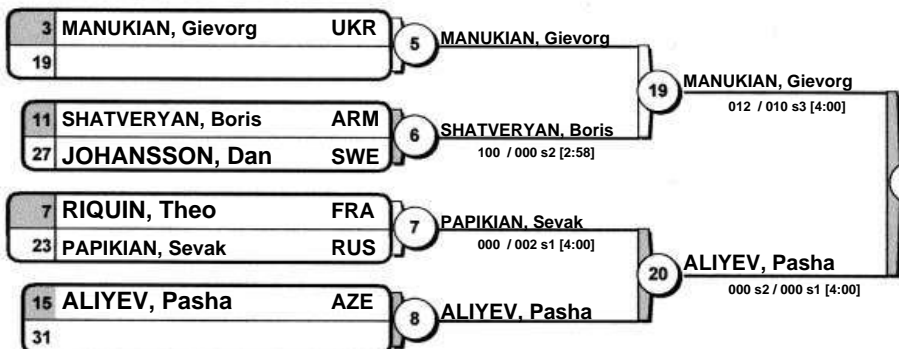 3 MANUKIAN, Gievorg UKR
19
5
MANUKIAN, Gievorg
11 SHATVERYAN, Boris ARM
27 JOHANSSON, Dan SWE
6
SHATVERYAN, Boris
100 / 000 s2 [2:58]
19
MANUKIAN, Gievorg
012 / 010 s3 [4:00]
7 RIQUIN, Theo FRA
23 PAPIKIAN, Sevak RUS
7
PAPIKIAN, Sevak
000 / 002 s1 [4:00]
15 ALIYEV, Pasha AZE
31
8
ALIYEV, Pasha
20
ALIYEV, Pasha
000 s2 / 000 s1 [4:00]